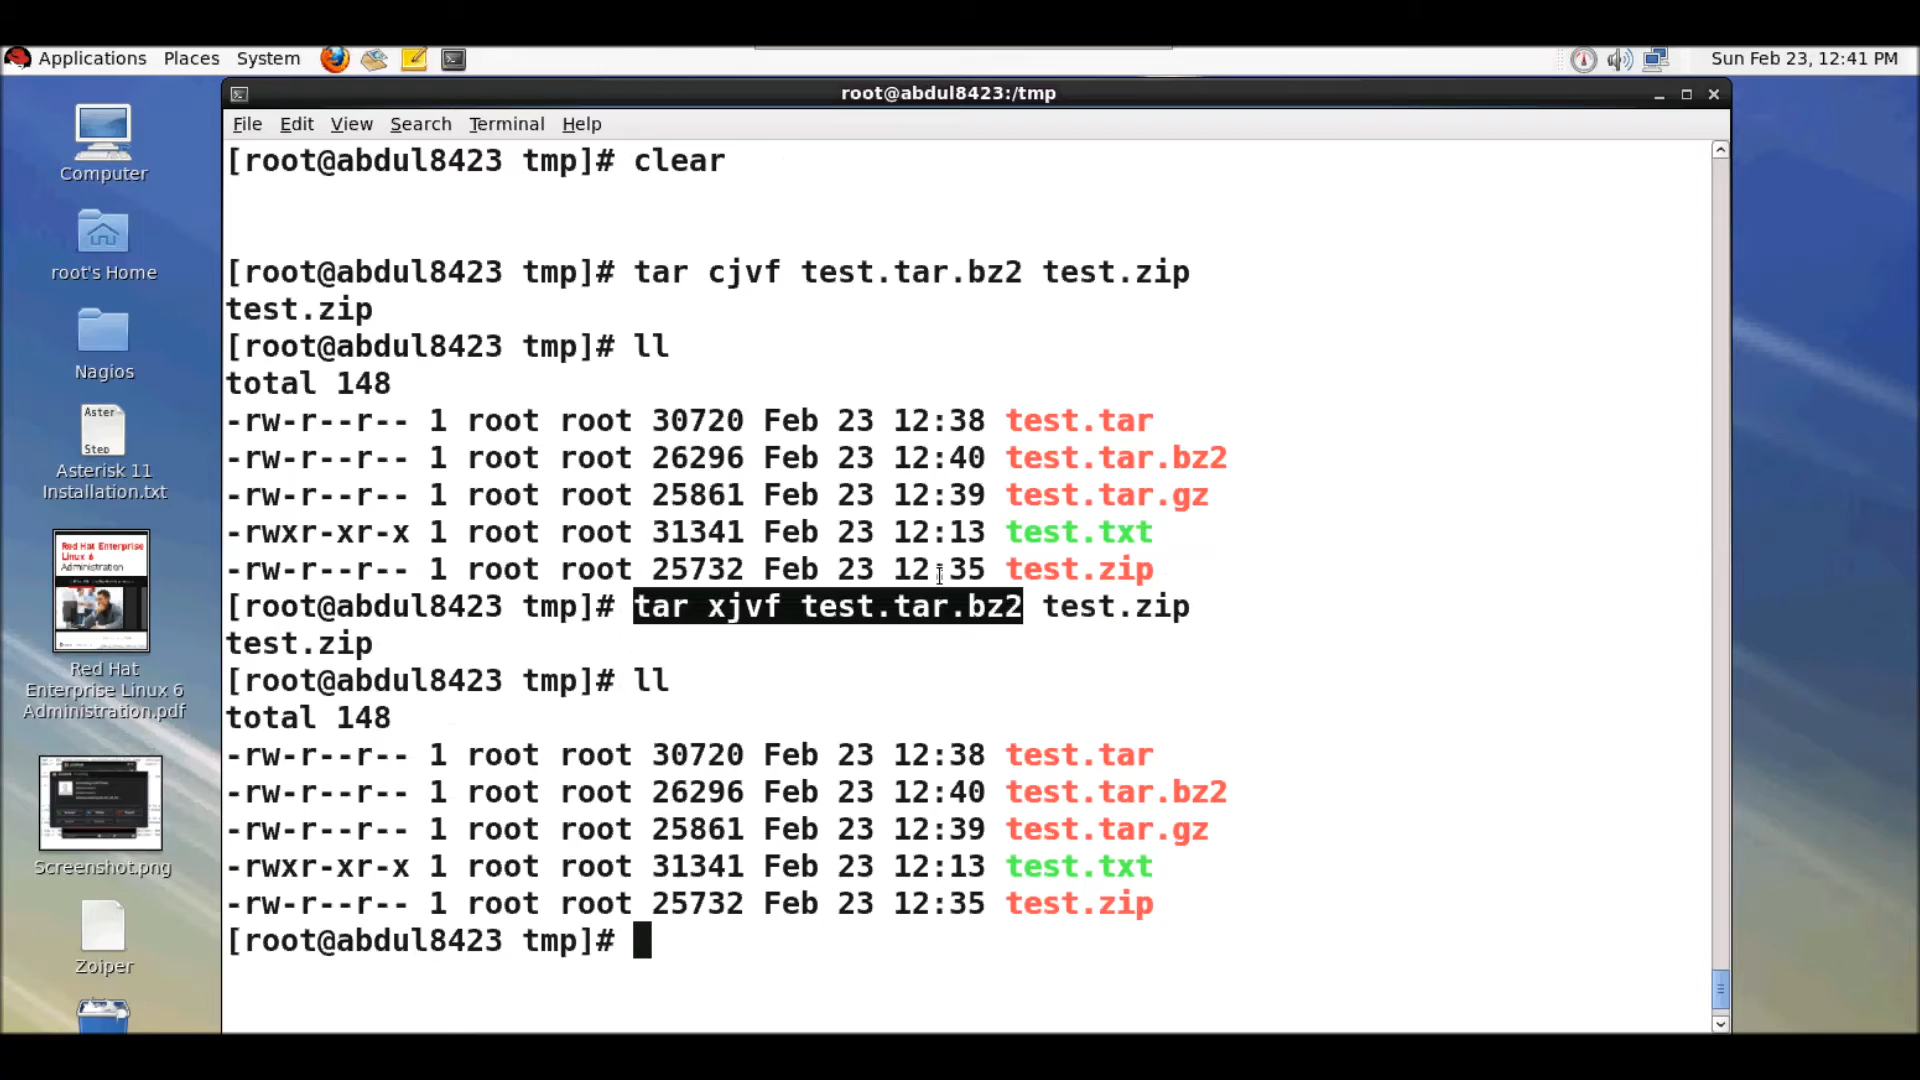 Applications Places System Sun Feb 23, 12:41 PM
root@abdul8423:/tmp
File Edit View Search Terminal Help
[root@abdul8423 tmp]# clear
[root@abdul8423 tmp]# tar cjvf test.tar.bz2 test.zip
test.zip
[root@abdul8423 tmp]# ll
total 148
-rw-r--r-- 1 root root 30720 Feb 23 12:38 test.tar
-rw-r--r-- 1 root root 26296 Feb 23 12:40 test.tar.bz2
-rw-r--r-- 1 root root 25861 Feb 23 12:39 test.tar.gz
-rwxr-xr-x 1 root root 31341 Feb 23 12:13 test.txt
-rw-r--r-- 1 root root 25732 Feb 23 12:35 test.zip
[root@abdul8423 tmp]# tar xjvf test.tar.bz2 test.zip
test.zip
[root@abdul8423 tmp]# ll
total 148
-rw-r--r-- 1 root root 30720 Feb 23 12:38 test.tar
-rw-r--r-- 1 root root 26296 Feb 23 12:40 test.tar.bz2
-rw-r--r-- 1 root root 25861 Feb 23 12:39 test.tar.gz
-rwxr-xr-x 1 root root 31341 Feb 23 12:13 test.txt
-rw-r--r-- 1 root root 25732 Feb 23 12:35 test.zip
[root@abdul8423 tmp]#
Computer
root's Home
Nagios
Aster
Step
Asterisk 11
Installation.txt
Red Hat Enterprise
Linux 6
Administration
Red Hat
Enterprise Linux 6
Administration.pdf
Screenshot.png
Zoiper